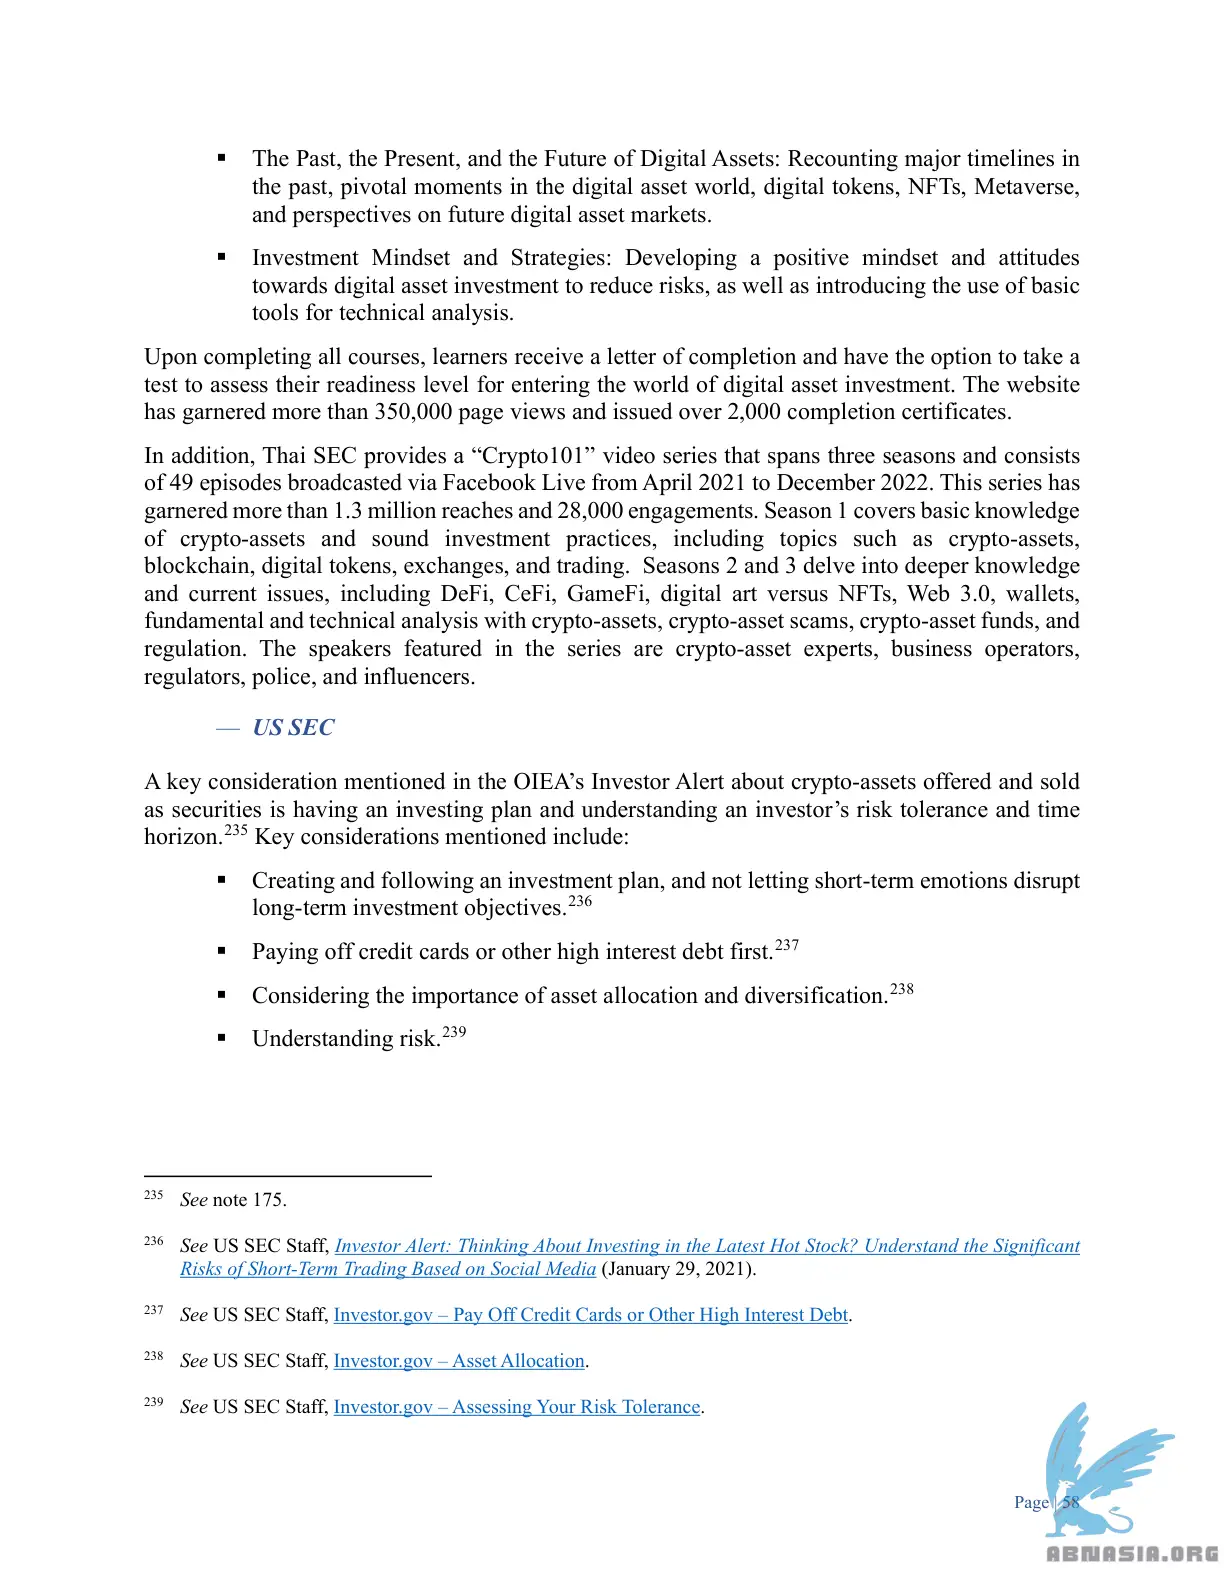 ▪ The Past, the Present, and the Future of Digital Assets: Recounting major timelines in
the past, pivotal moments in the digital asset world, digital tokens, NFTs, Metaverse,
and perspectives on future digital asset markets.
▪ Investment Mindset and Strategies: Developing a positive mindset and attitudes
towards digital asset investment to reduce risks, as well as introducing the use of basic
tools for technical analysis.
Upon completing all courses, learners receive a letter of completion and have the option to take a
test to assess their readiness level for entering the world of digital asset investment. The website
has garnered more than 350,000 page views and issued over 2,000 completion certificates.
In addition, Thai SEC provides a “Crypto101” video series that spans three seasons and consists
of 49 episodes broadcasted via Facebook Live from April 2021 to December 2022. This series has
garnered more than 1.3 million reaches and 28,000 engagements. Season 1 covers basic knowledge
of crypto-assets and sound investment practices, including topics such as crypto-assets,
blockchain, digital tokens, exchanges, and trading. Seasons 2 and 3 delve into deeper knowledge
and current issues, including DeFi, CeFi, GameFi, digital art versus NFTs, Web 3.0, wallets,
fundamental and technical analysis with crypto-assets, crypto-asset scams, crypto-asset funds, and
regulation. The speakers featured in the series are crypto-asset experts, business operators,
regulators, police, and influencers.
— US SEC
A key consideration mentioned in the OIEA’s Investor Alert about crypto-assets offered and sold
as securities is having an investing plan and understanding an investor’s risk tolerance and time
horizon.235 Key considerations mentioned include:
▪ Creating and following an investment plan, and not letting short-term emotions disrupt
long-term investment objectives.236
▪ Paying off credit cards or other high interest debt first.237
▪ Considering the importance of asset allocation and diversification.238
▪ Understanding risk.239
235 See note 175.
236 See US SEC Staff, Investor Alert: Thinking About Investing in the Latest Hot Stock? Understand the Significant
Risks of Short-Term Trading Based on Social Media (January 29, 2021).
237 See US SEC Staff, Investor.gov – Pay Off Credit Cards or Other High Interest Debt.
238 See US SEC Staff, Investor.gov – Asset Allocation.
239 See US SEC Staff, Investor.gov – Assessing Your Risk Tolerance.
Page | 58
ABNASIA.ORG